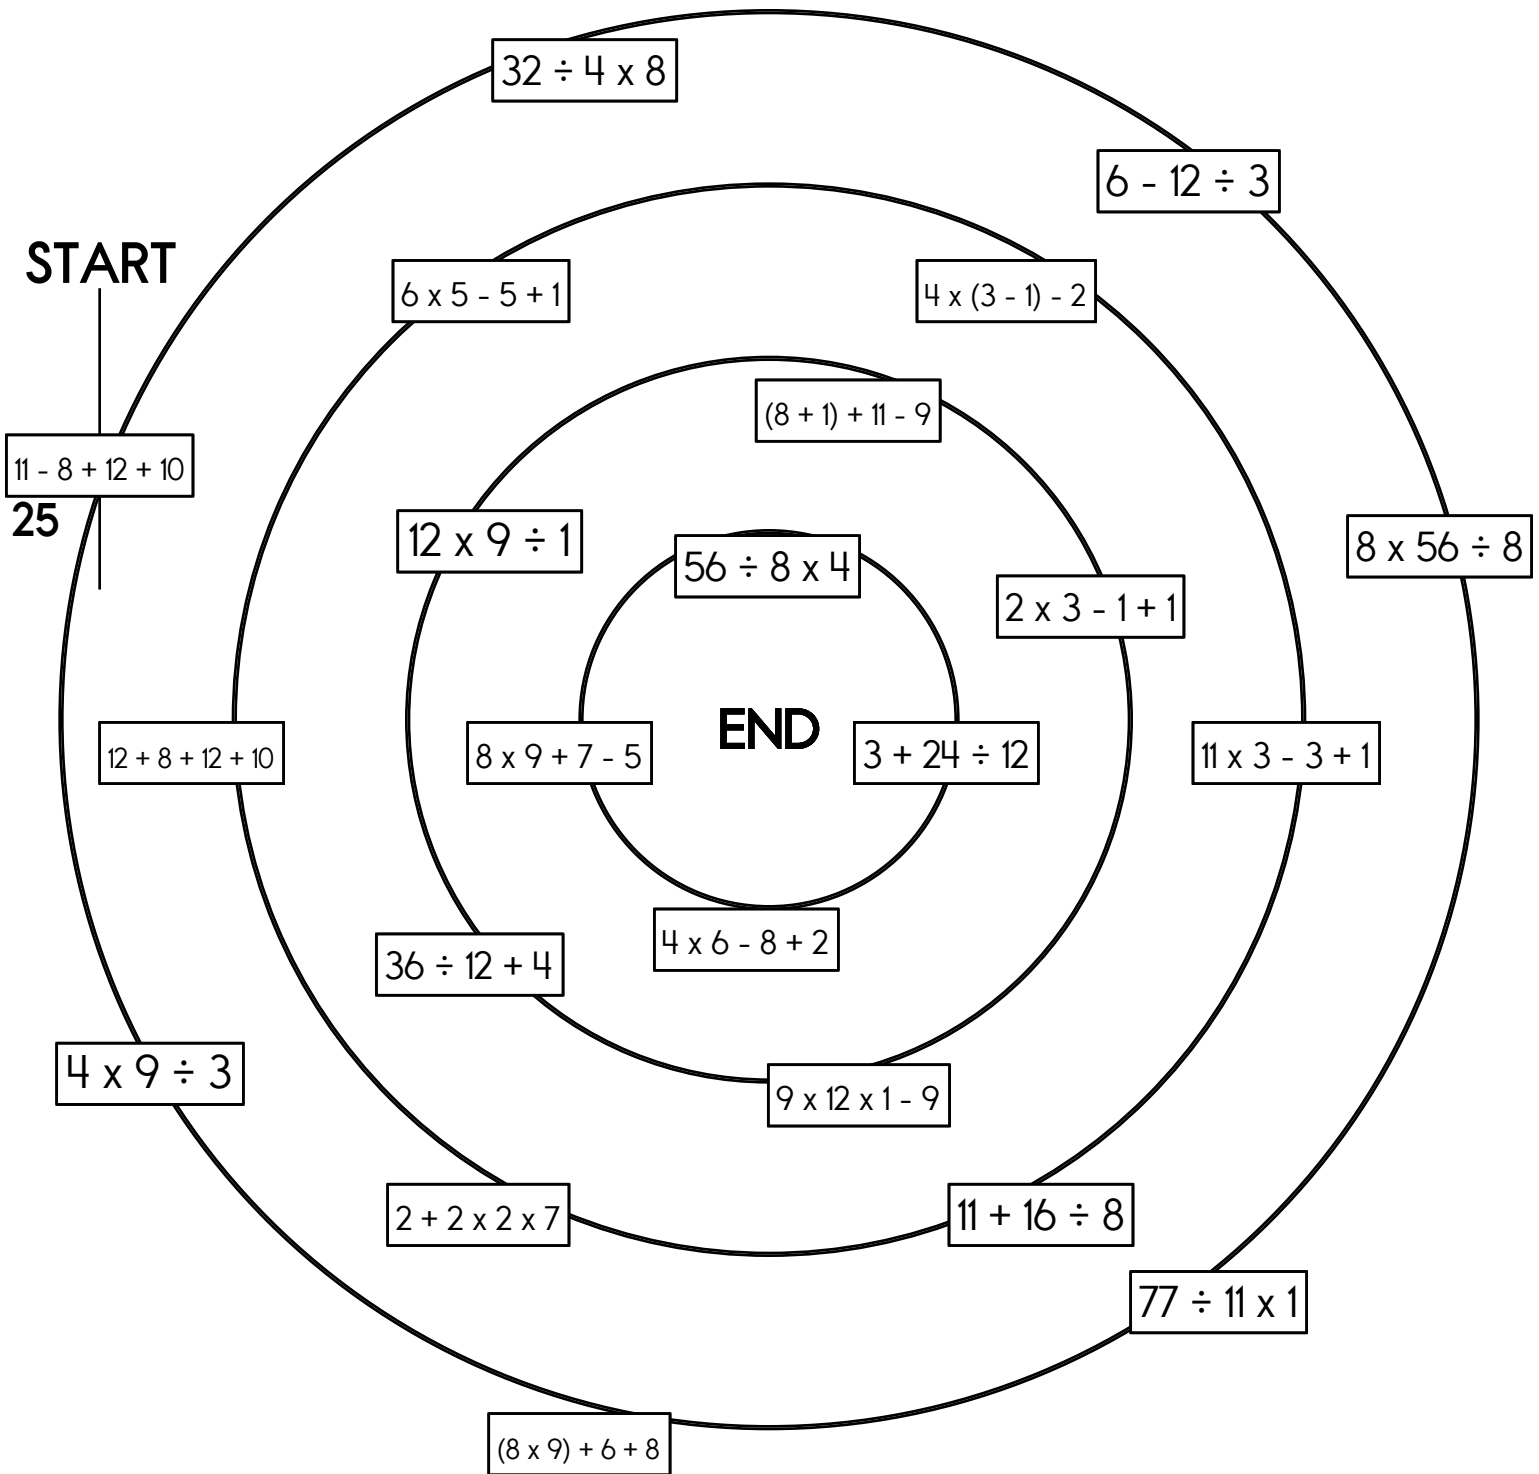 32 ÷ 4 x 8
6 - 12 ÷ 3
START
6 x 5 - 5 + 1
4 x (3 - 1) - 2
(8 + 1) + 11 - 9
11 - 8 + 12 + 10
25
12 x 9 ÷ 1
8 x 56 ÷ 8
56 ÷ 8 x 4
2 x 3 - 1 + 1
END
12 + 8 + 12 + 10
8 x 9 + 7 - 5
3 + 24 ÷ 12
11 x 3 - 3 + 1
4 x 6 - 8 + 2
36 ÷ 12 + 4
4 x 9 ÷ 3
9 x 12 x 1 - 9
2 + 2 x 2 x 7
11 + 16 ÷ 8
77 ÷ 11 x 1
(8 x 9) + 6 + 8